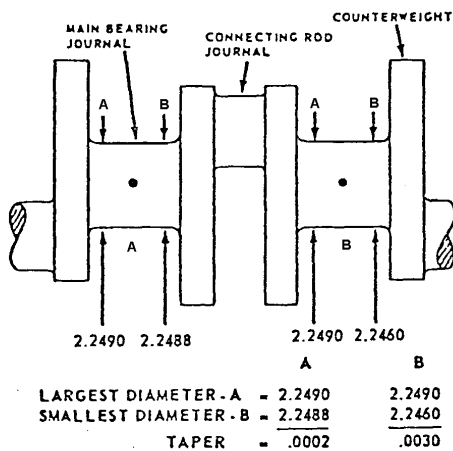 COUNTERWEIGHT
MAIN BEARING
JOURNAL
CONNECTING ROD
JOURNAL
A B A B
A B
2.2490 2.2488 2.2490 2.2460
A B
LARGEST DIAMETER - A = 2.2490 2.2490
SMALLEST DIAMETER - B = 2.2488 2.2460
TAPER = .0002 .0030